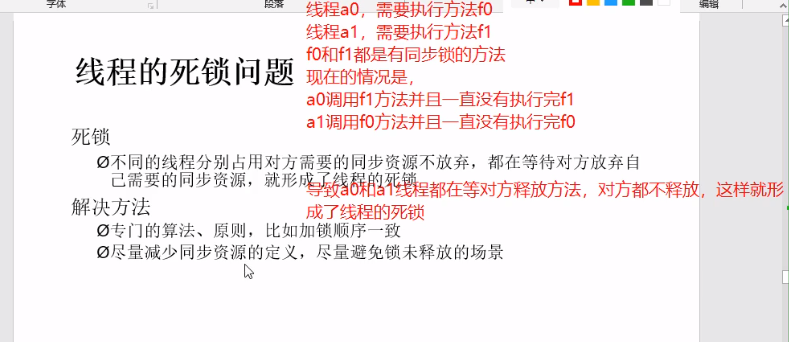 字体
段落
编辑
线程a0，需要执行方法f0
线程a1，需要执行方法f1
f0和f1都是有同步锁的方法
现在的情况是，
a0调用f1方法并且一直没有执行完f1
a1调用f0方法并且一直没有执行完f0
线程的死锁问题
死锁
Ø不同的线程分别占用对方需要的同步资源不放弃，都在等待对方放弃自
己需要的同步资源，就形成了线程的死锁
导致a0和a1线程都在等对方释放方法，对方都不释放，这样就形
成了线程的死锁
解决方法
Ø专门的算法、原则，比如加锁顺序一致
Ø尽量减少同步资源的定义，尽量避免锁未释放的场景